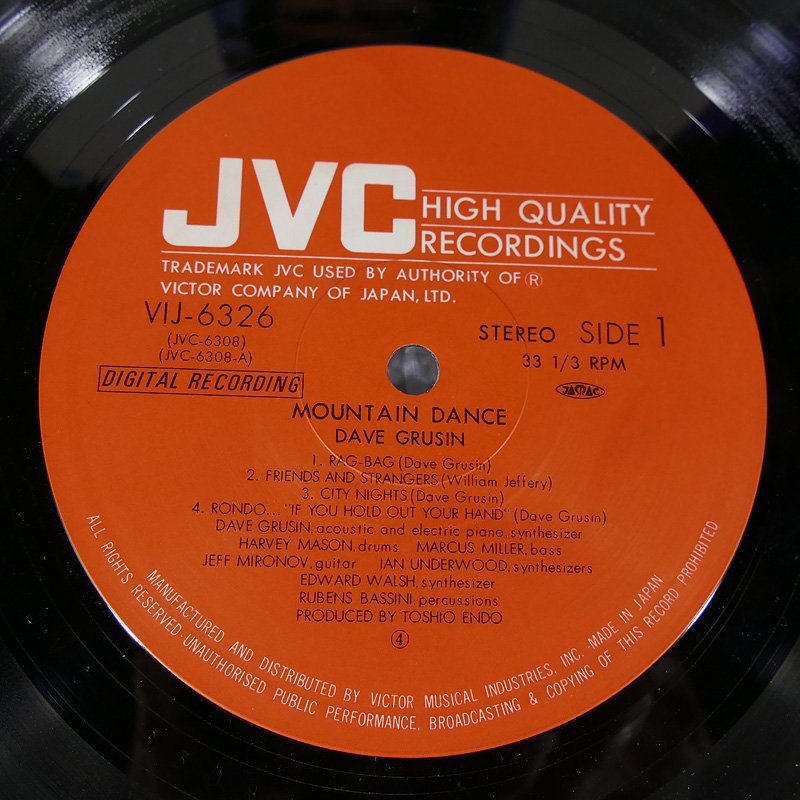 JVC HIGH QUALITY
RECORDINGS
TRADEMARK JVC USED BY AUTHORITY OF Ⓡ
VICTOR COMPANY OF JAPAN, LTD.
VIJ-6326
(JVC-6308)
(JVC-6308-A)
DIGITAL RECORDING
STEREO SIDE 1
33 1/3 RPM
JASRAC
MOUNTAIN DANCE
DAVE GRUSIN
1. RAG-BAG (Dave Grusin)
2. FRIENDS AND STRANGERS (William Jeffery)
3. CITY NIGHTS (Dave Grusin)
4. RONDO... "IF YOU HOLD OUT YOUR HAND" (Dave Grusin)
DAVE GRUSIN, acoustic and electric piano, synthesizer
HARVEY MASON, drums MARCUS MILLER, bass
JEFF MIRONOV, guitar IAN UNDERWOOD, synthesizers
EDWARD WALSH, synthesizer
RUBENS BASSINI, percussions
PRODUCED BY TOSHIO ENDO
④
MANUFACTURED AND DISTRIBUTED BY VICTOR MUSICAL INDUSTRIES, INC. MADE IN JAPAN
ALL RIGHTS RESERVED·UNAUTHORISED PUBLIC PERFORMANCE, BROADCASTING & COPYING OF THIS RECORD PROHIBITED